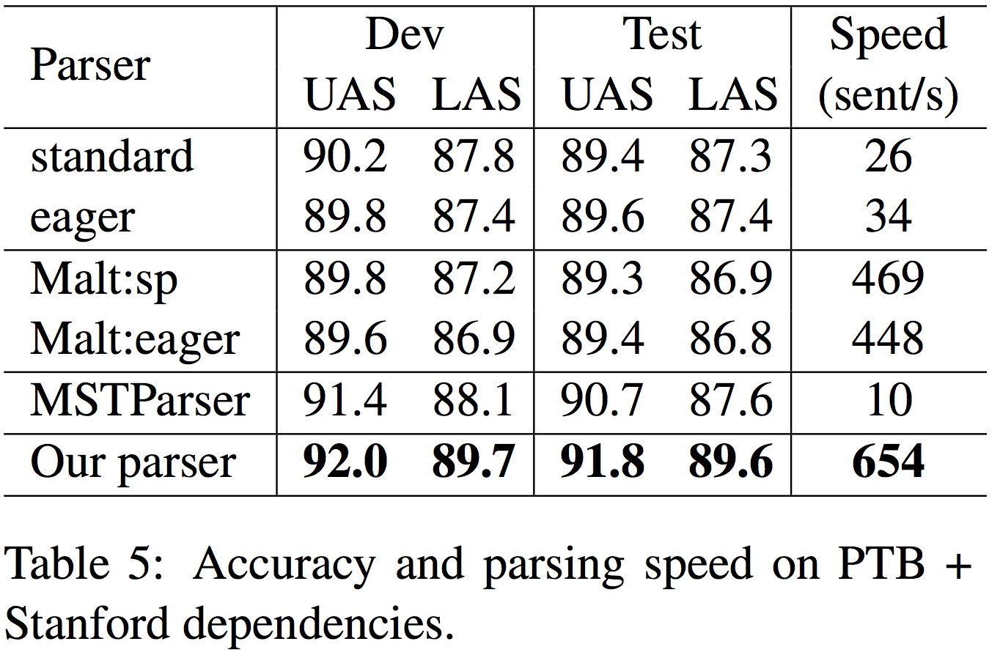 Parser Dev Test Speed
UAS LAS UAS LAS (sent/s)
standard 90.2 87.8 89.4 87.3 26
eager 89.8 87.4 89.6 87.4 34
Malt:sp 89.8 87.2 89.3 86.9 469
Malt:eager 89.6 86.9 89.4 86.8 448
MSTParser 91.4 88.1 90.7 87.6 10
Our parser 92.0 89.7 91.8 89.6 654
Table 5: Accuracy and parsing speed on PTB +
Stanford dependencies.